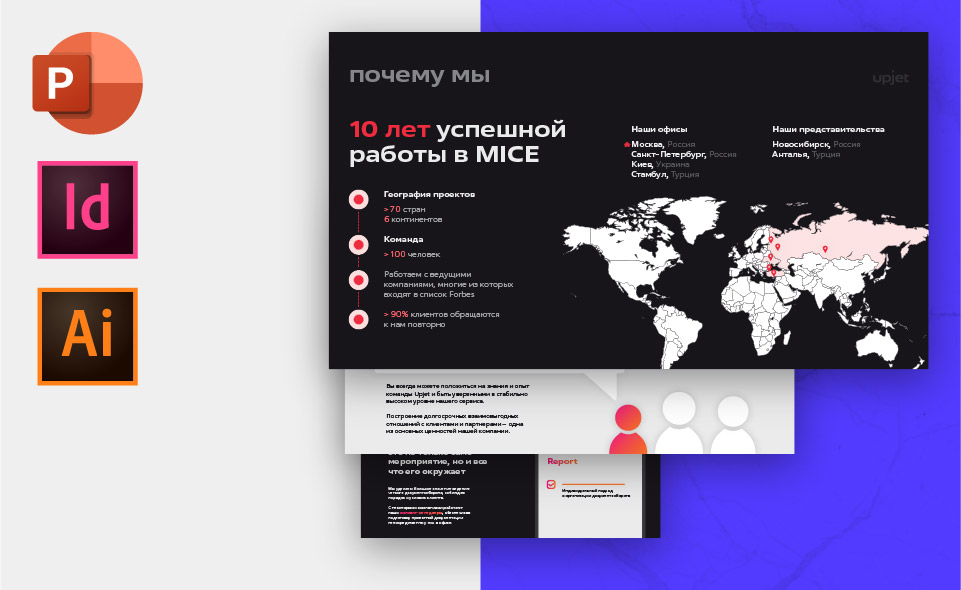 P
Id
Ai
почему мы
upjet
10 лет успешной
работы в MICE
Наши офисы
Москва, Россия
Санкт-Петербург, Россия
Киев, Украина
Стамбул, Турция
Наши представительства
Новосибирск, Россия
Анталья, Турция
География проектов
> 70 стран
6 континентов
Команда
> 100 человек
Работаем с ведущими
компаниями, многие из которых
входят в список Forbes
> 90% клиентов обращаются
к нам повторно
Вы всегда можете положиться на знания и опыт
команды Upjet и быть уверенными в стабильно
высоком уровне нашего сервиса.
Построение долгосрочных взаимовыгодных
отношений с клиентами и партнерами — одна
из основных ценностей нашей компании.
мероприятие, но и все
что его окружает
Report
Индивидуальный подход